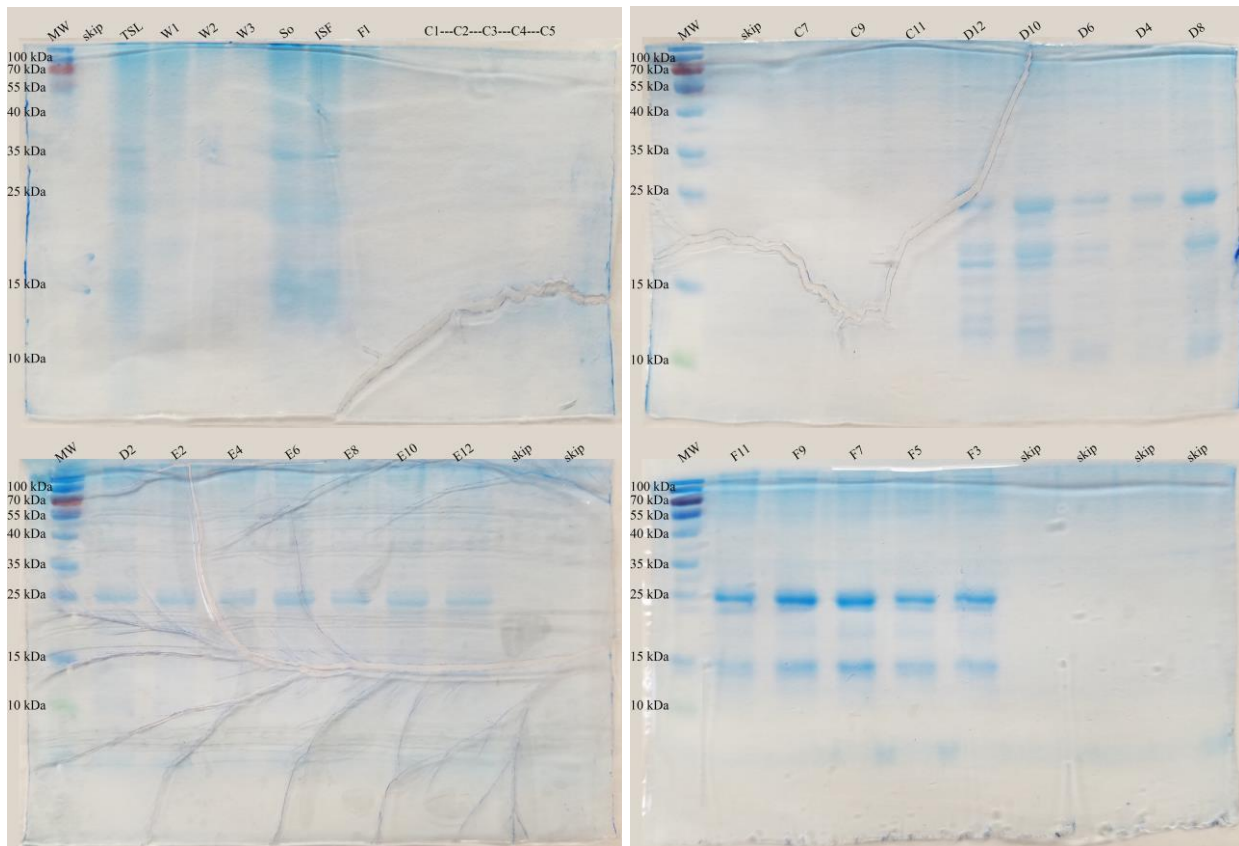 MW skip TSL W1 W2 W3 So ISF Fl C1---C2---C3---C4---C5
100 kDa
70 kDa
55 kDa
40 kDa
35 kDa
25 kDa
15 kDa
10 kDa
MW skip C7 C9 C11 D12 D10 D6 D4 D8
100 kDa
70 kDa
55 kDa
40 kDa
35 kDa
25 kDa
15 kDa
10 kDa
MW D2 E2 E4 E6 E8 E10 E12 skip skip
100 kDa
70 kDa
55 kDa
40 kDa
35 kDa
25 kDa
15 kDa
10 kDa
MW F11 F9 F7 F5 F3 skip skip skip skip
100 kDa
70 kDa
55 kDa
40 kDa
35 kDa
25 kDa
15 kDa
10 kDa